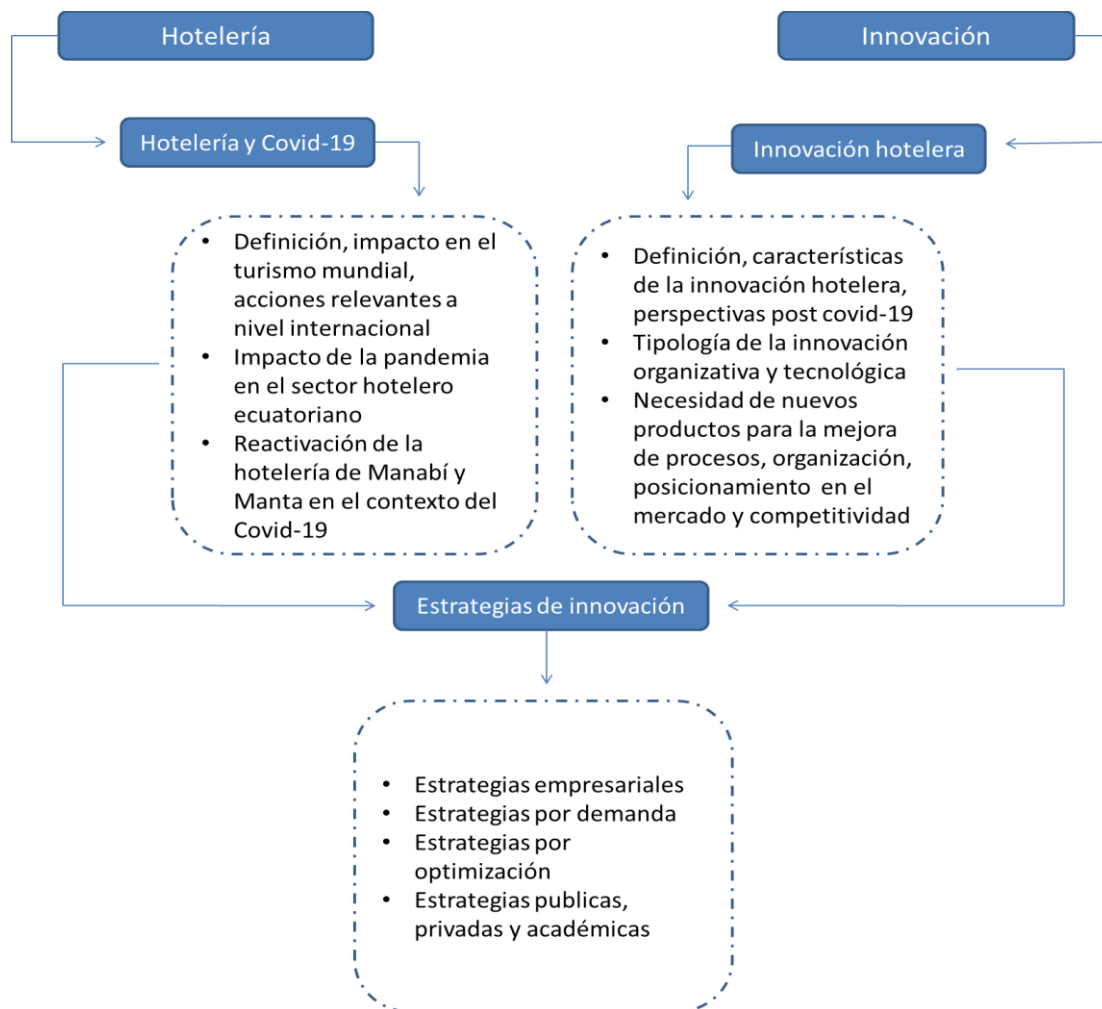 Hotelería
Innovación
Hotelería y Covid-19
Innovación hotelera
• Definición, impacto en el
turismo mundial,
acciones relevantes a
nivel internacional
• Impacto de la pandemia
en el sector hotelero
ecuatoriano
• Reactivación de la
hotelería de Manabí y
Manta en el contexto del
Covid-19
• Definición, características
de la innovación hotelera,
perspectivas post covid-19
• Tipología de la innovación
organizativa y tecnológica
• Necesidad de nuevos
productos para la mejora
de procesos, organización,
posicionamiento en el
mercado y competitividad
Estrategias de innovación
• Estrategias empresariales
• Estrategias por demanda
• Estrategias por
optimización
• Estrategias publicas,
privadas y académicas